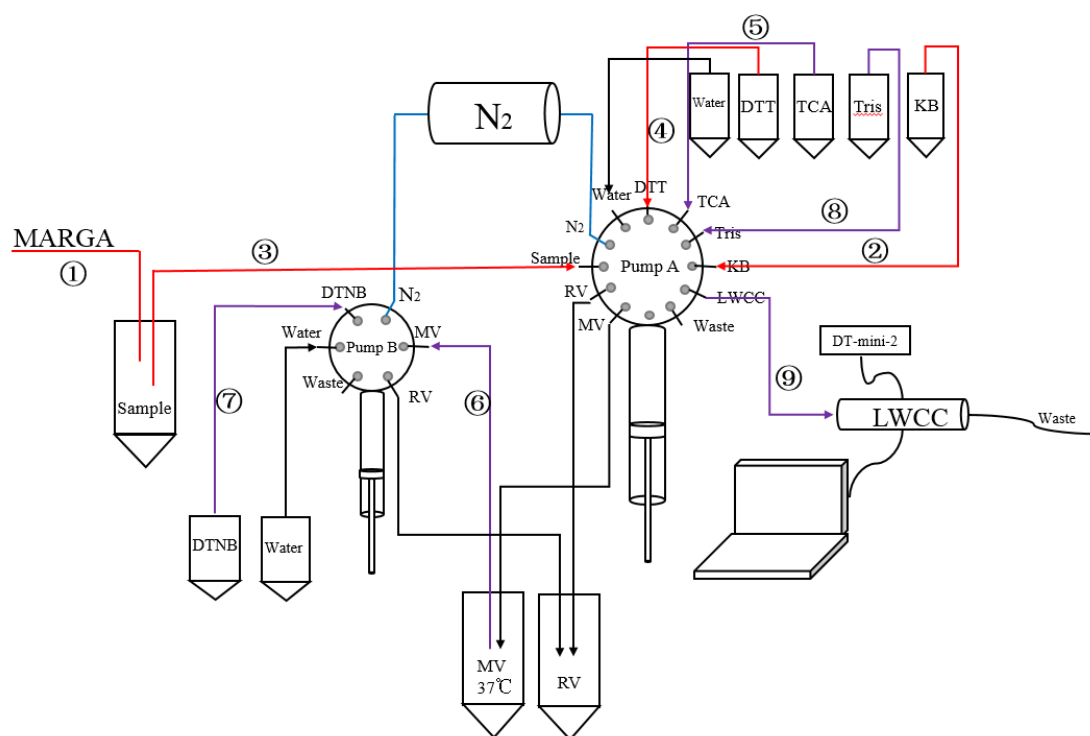 ⑤
N₂
Water
DTT
TCA
Tris
KB
④
DTT
Water
TCA
⑧
MARGA
③
N₂
Tris
②
①
Sample
Pump A
KB
DTNB
N₂
RV
LWCC
MV
Waste
Water
Pump B
MV
DT-mini-2
Waste
RV
⑨
⑦
⑥
Sample
LWCC
Waste
DTNB
Water
MV
37℃
RV